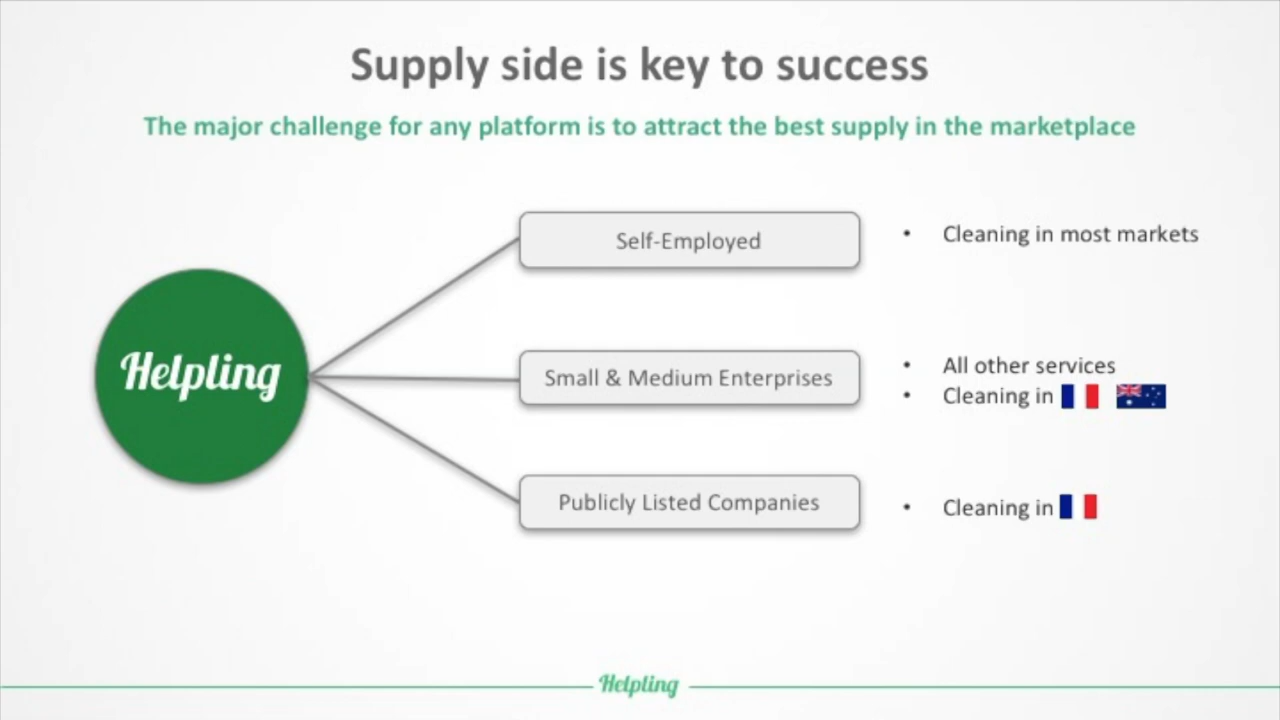 Supply side is key to success
The major challenge for any platform is to attract the best supply in the marketplace
Helpling
Self-Employed
• Cleaning in most markets
Small & Medium Enterprises
• All other services
• Cleaning in
Publicly Listed Companies
• Cleaning in
Helpling